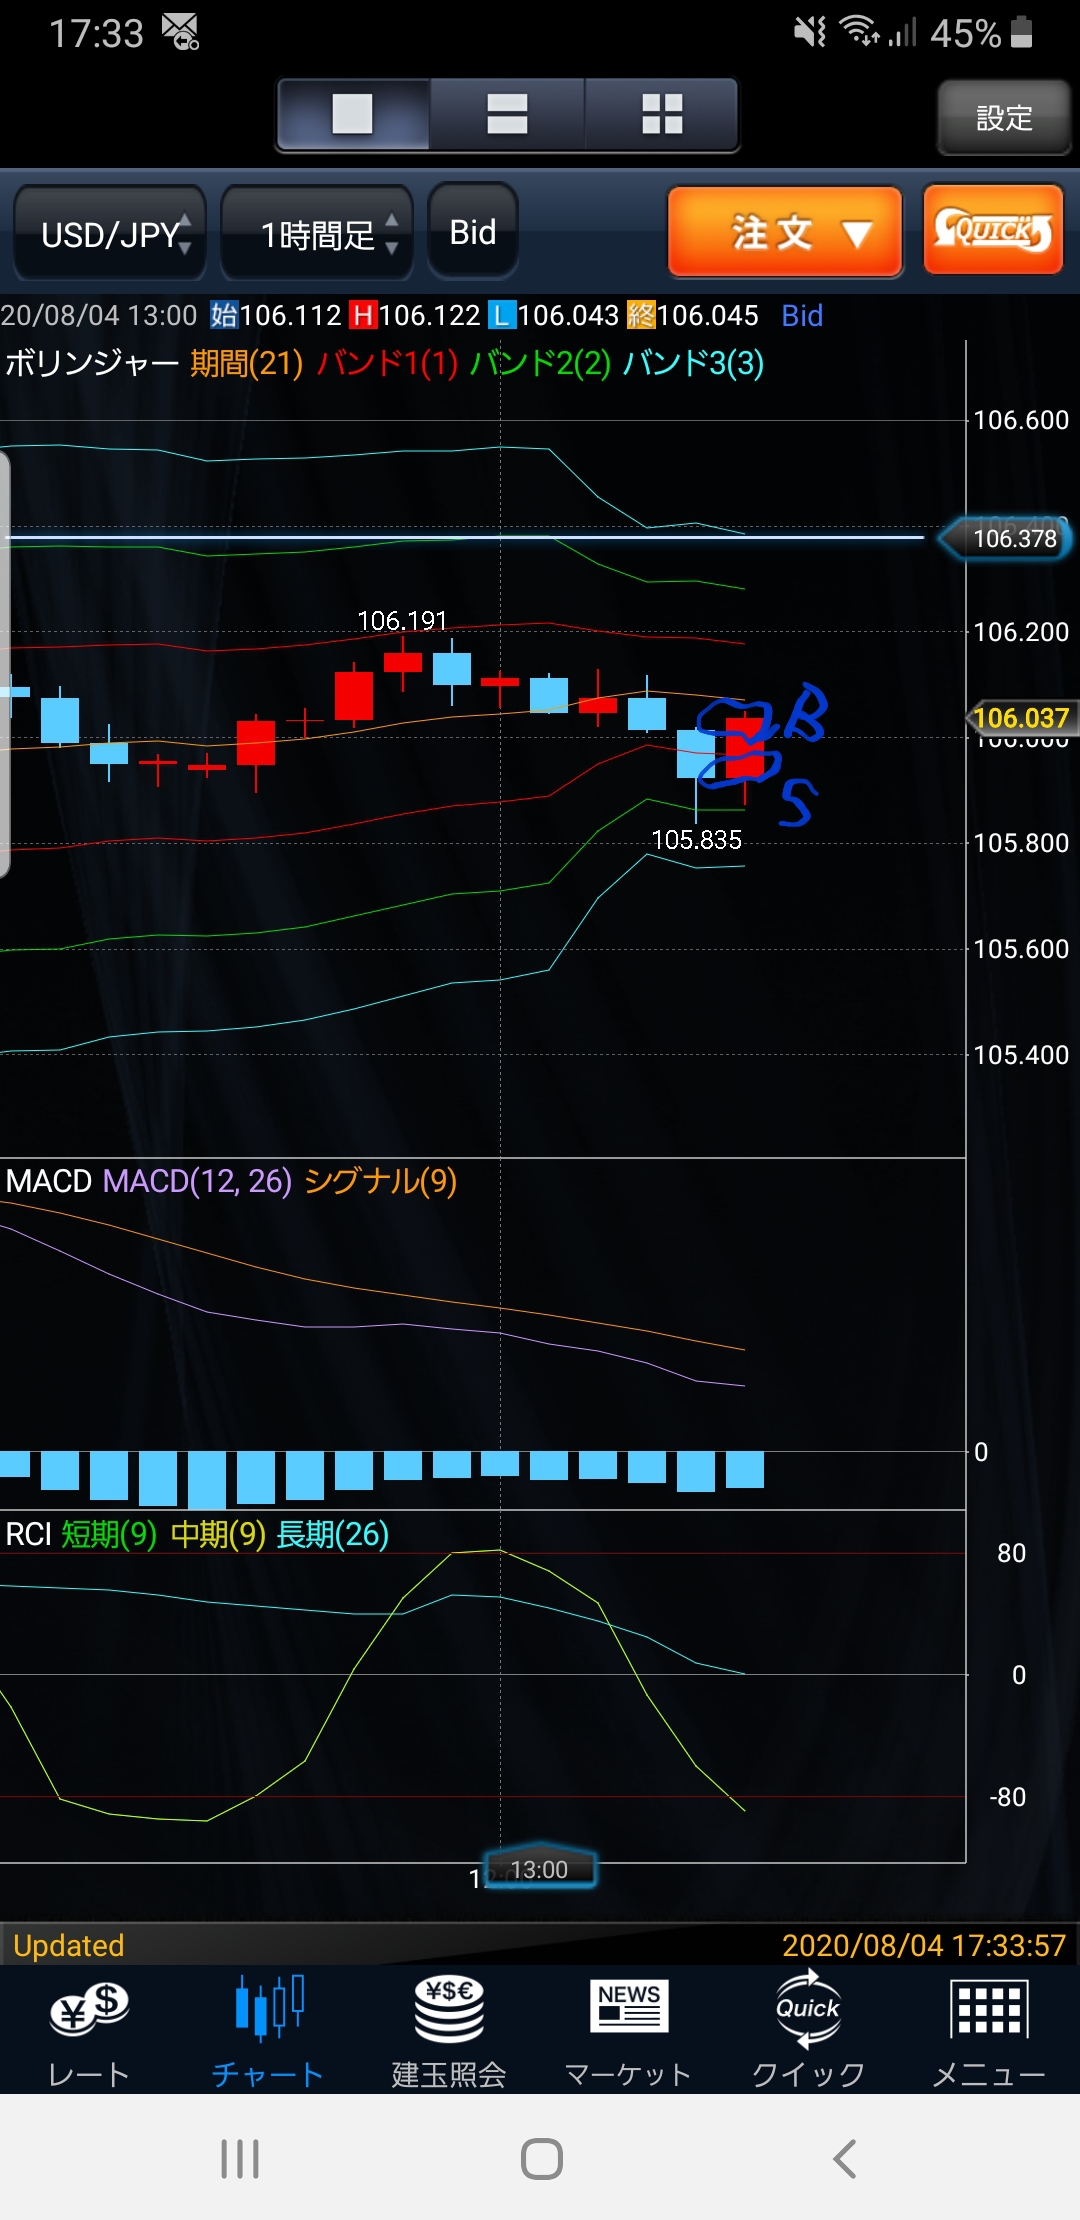 17:33 45%
設定
USD/JPY 1時間足 Bid 注文 ▼ QUICK
20/08/04 13:00 始106.112 H106.122 L106.043 終106.045 Bid
ボリンジャー 期間(21) バンド1(1) バンド2(2) バンド3(3)
106.600
106.378
106.191
106.200
B
106.037
S
105.835
105.800
105.600
105.400
MACD MACD(12, 26) シグナル(9)
0
RCI 短期(9) 中期(9) 長期(26)
80
0
-80
13:00
Updated 2020/08/04 17:33:57
¥$ ¥$€ NEWS Quick
レート チャート 建玉照会 マーケット クイック メニュー